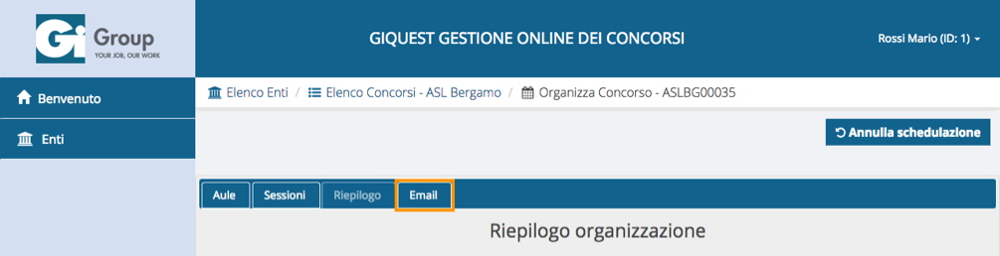 Gi Group
YOUR JOB, OUR WORK
GIQUEST GESTIONE ONLINE DEI CONCORSI
Rossi Mario (ID: 1)
Benvenuto
Enti
Elenco Enti / Elenco Concorsi - ASL Bergamo / Organizza Concorso - ASLBG00035
Annulla schedulazione
Aule Sessioni Riepilogo Email
Riepilogo organizzazione